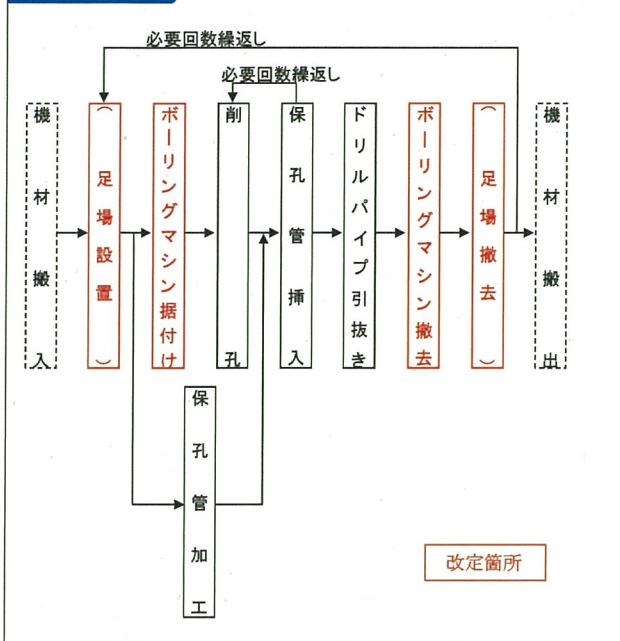 必要回数繰返し
必要回数繰返し
機材搬入
（足場設置）
ボーリングマシン据付け
削孔
保孔管挿入
ドリルパイプ引抜き
ボーリングマシン撤去
（足場撤去）
機材搬出
保孔管加工
改定箇所